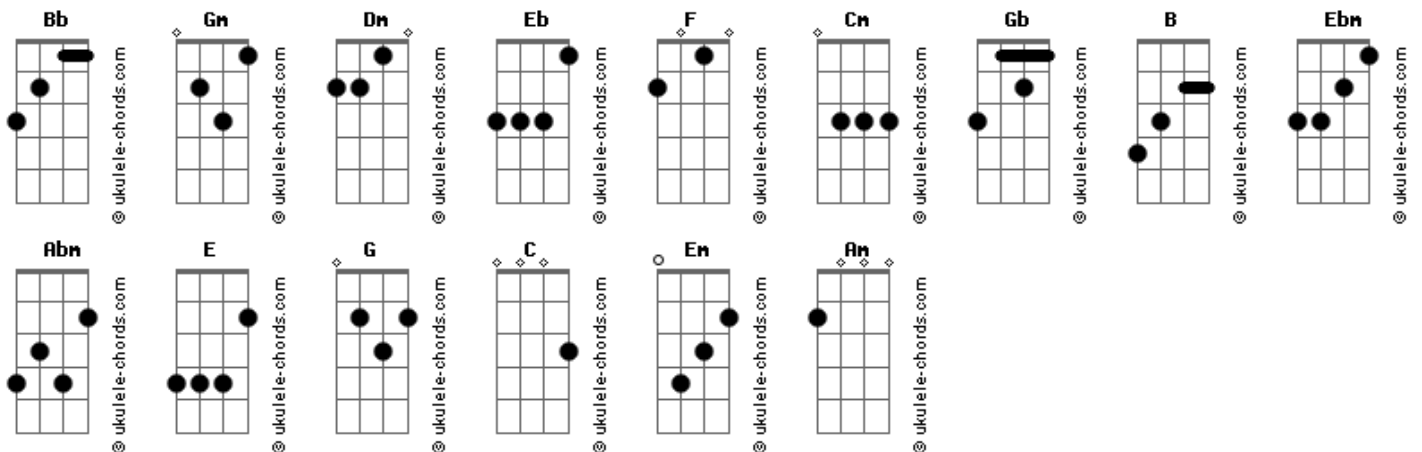 Bb Gm Dm Eb F Cm Gb B Ebm
© ukulele-chords.com © ukulele-chords.com © ukulele-chords.com © ukulele-chords.com © ukulele-chords.com © ukulele-chords.com © ukulele-chords.com © ukulele-chords.com © ukulele-chords.com
Abm E G C Em Am
© ukulele-chords.com © ukulele-chords.com © ukulele-chords.com © ukulele-chords.com © ukulele-chords.com © ukulele-chords.com